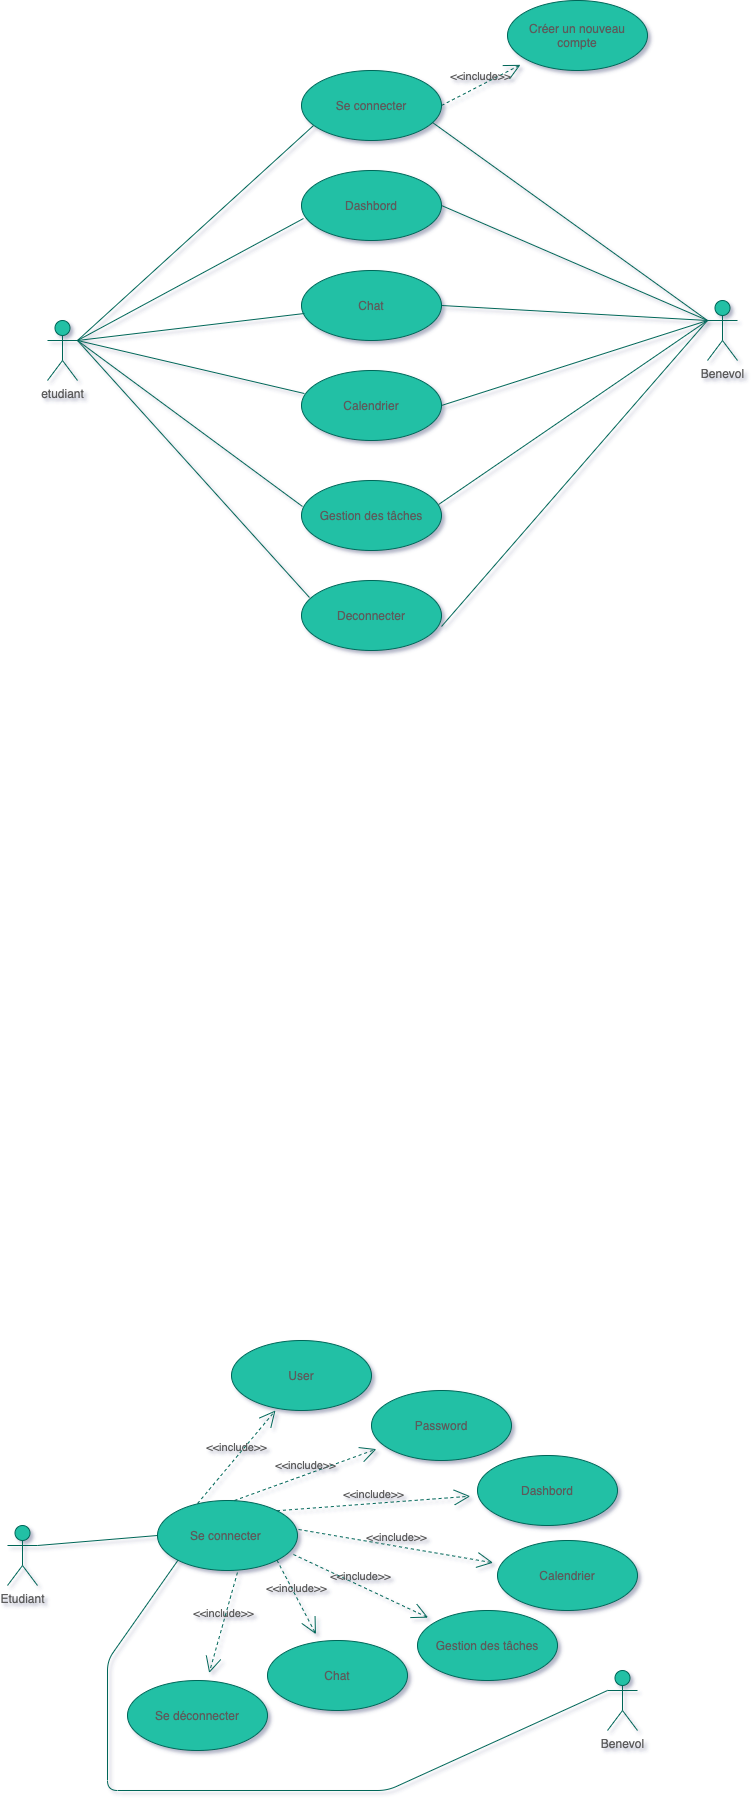 Créer un nouveau
compte
<<include>>
Se connecter
Dashbord
Chat
etudiant
Benevol
Calendrier
Gestion des tâches
Deconnecter
User
Password
<<include>>
<<include>>
Dashbord
<<include>>
Se connecter
<<include>>
Calendrier
Etudiant
<<include>>
<<include>>
<<include>>
Gestion des tâches
Chat
Se déconnecter
Benevol